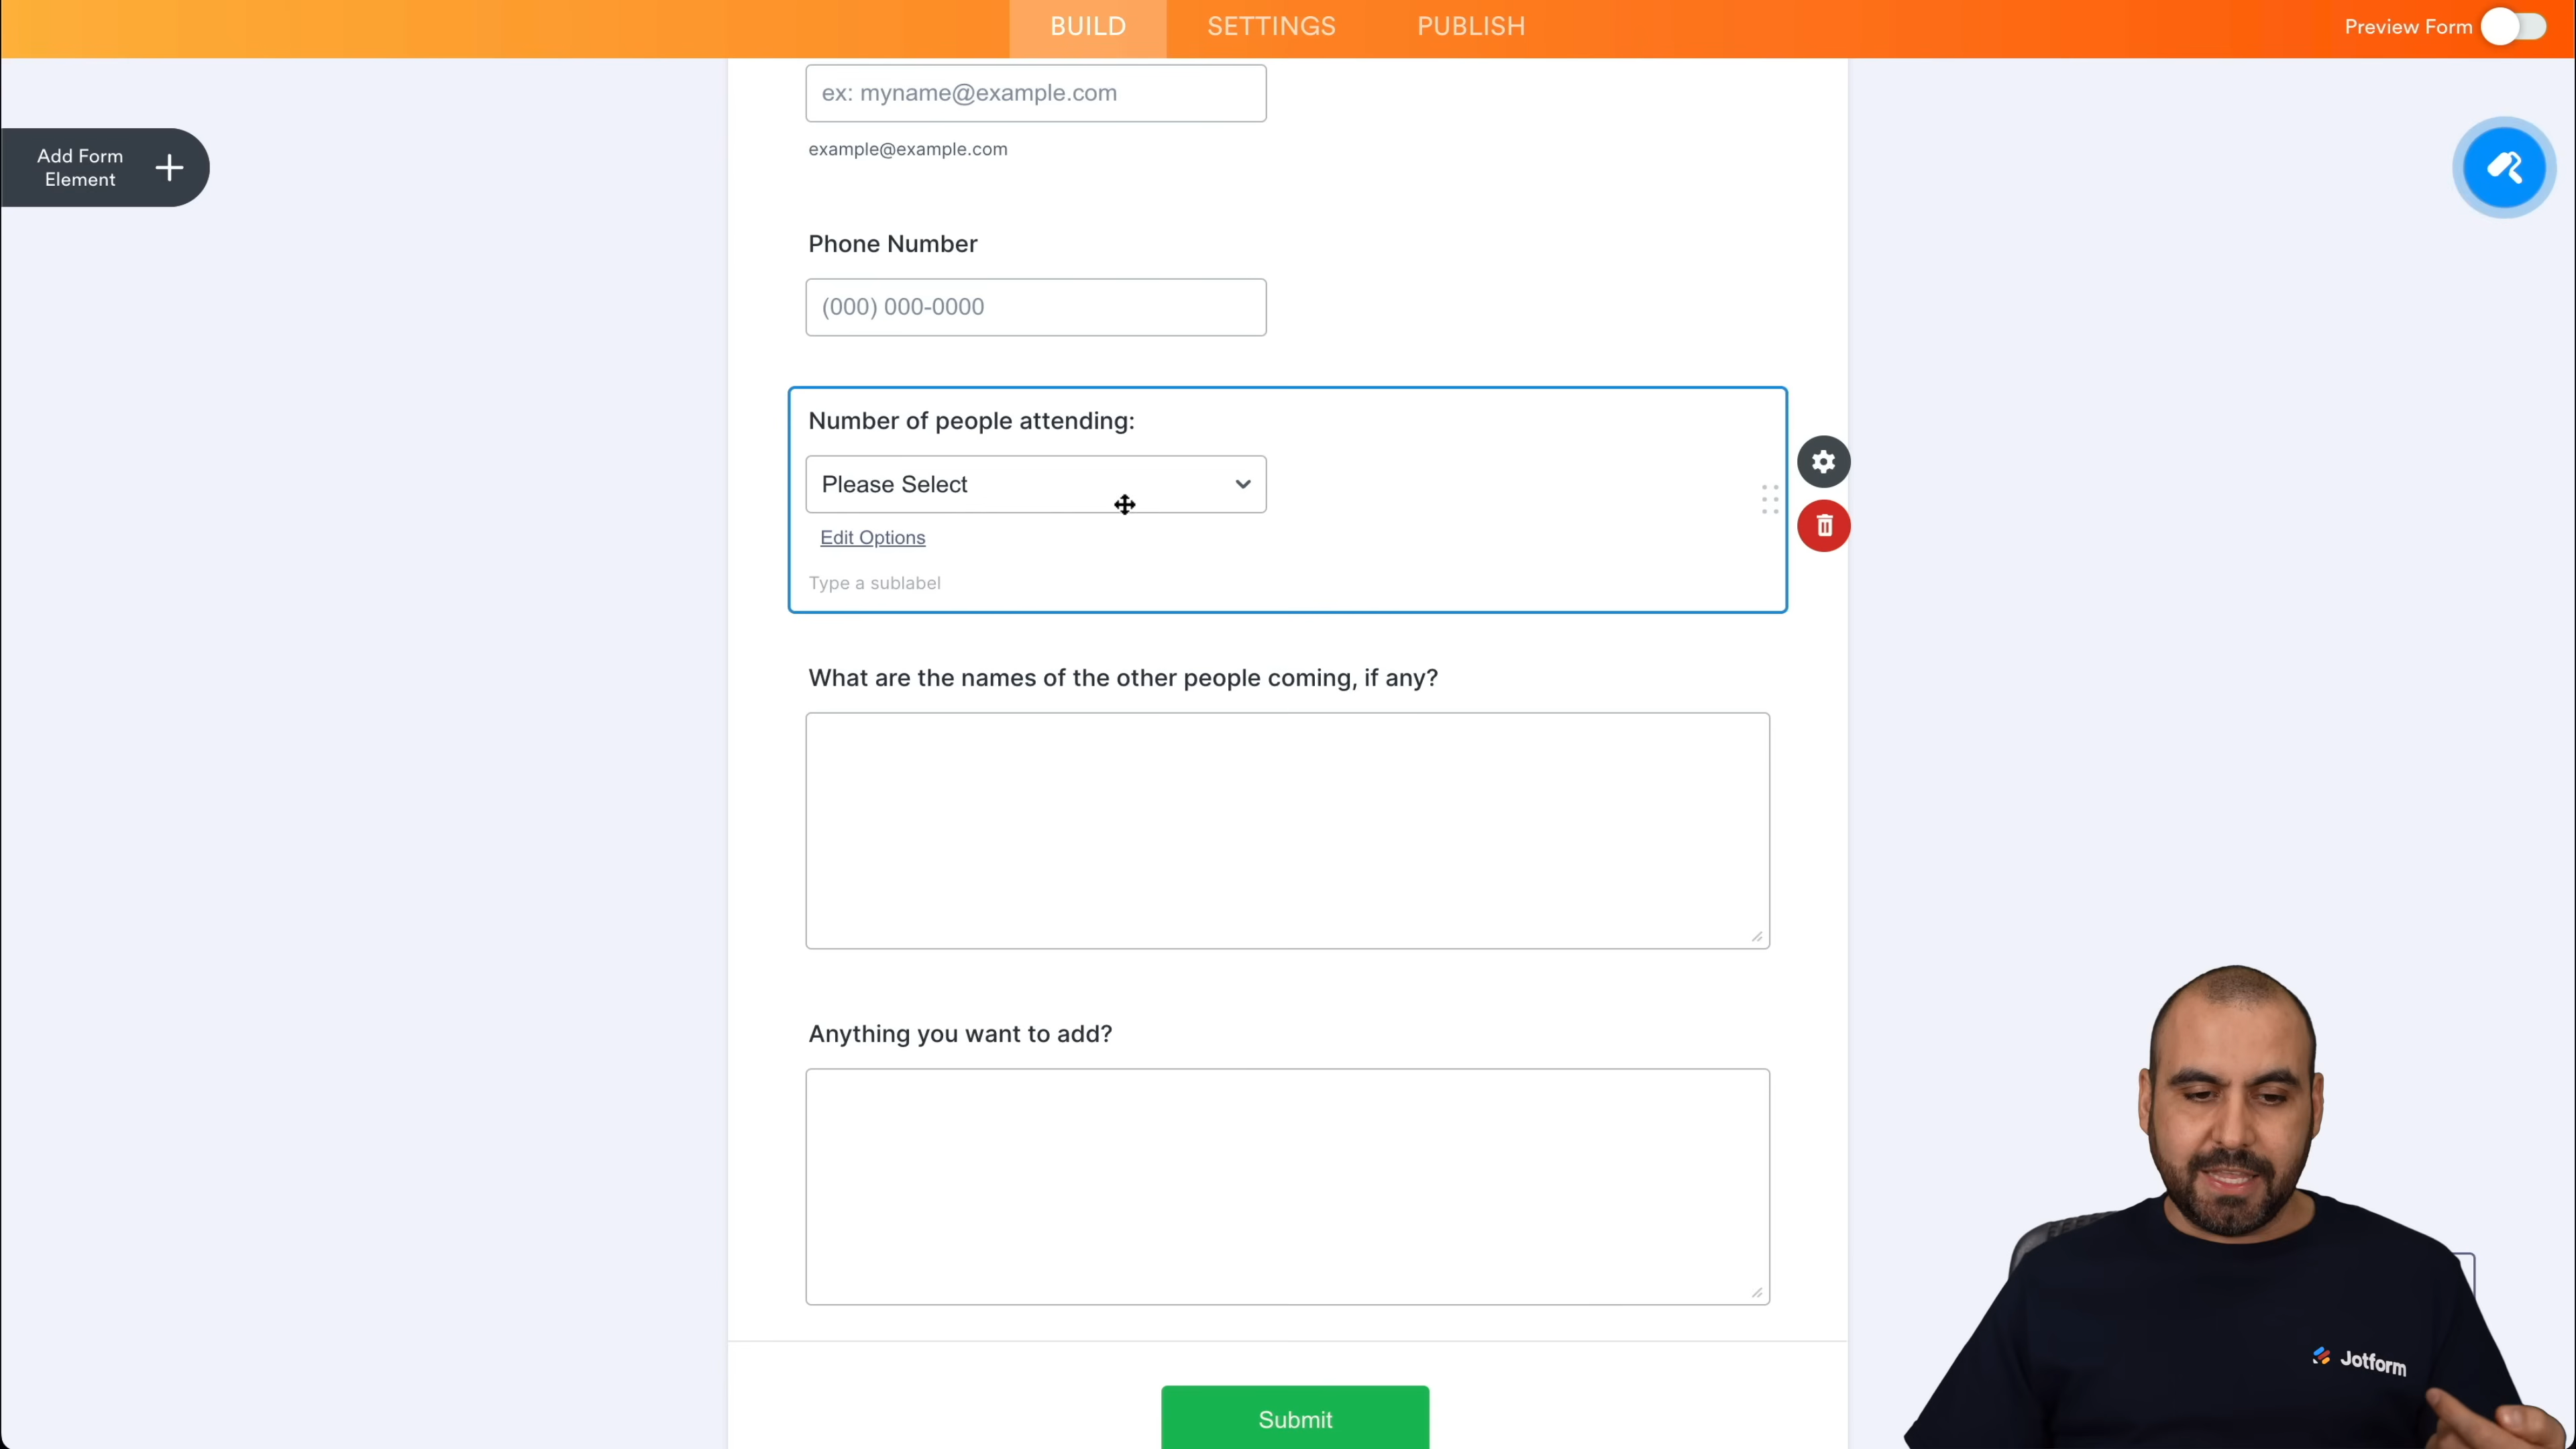 BUILD
SETTINGS
PUBLISH
Preview Form
Add Form
Element
ex: myname@example.com
example@example.com
Phone Number
(000) 000-0000
Number of people attending:
Please Select
Edit Options
Type a sublabel
What are the names of the other people coming, if any?
Anything you want to add?
Submit
Jotform